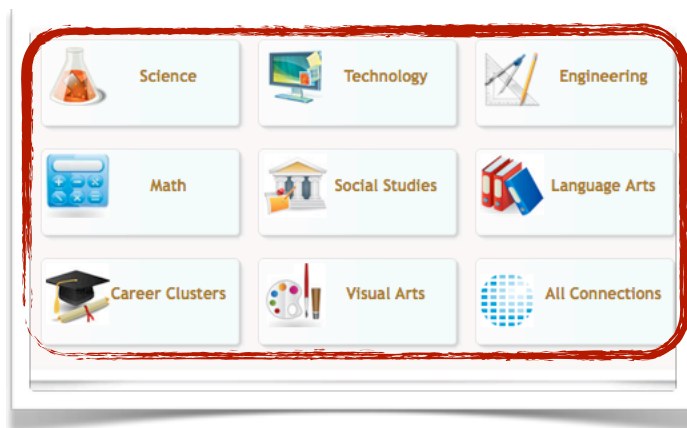 Science
Technology
Engineering
Math
Social Studies
Language Arts
Career Clusters
Visual Arts
All Connections